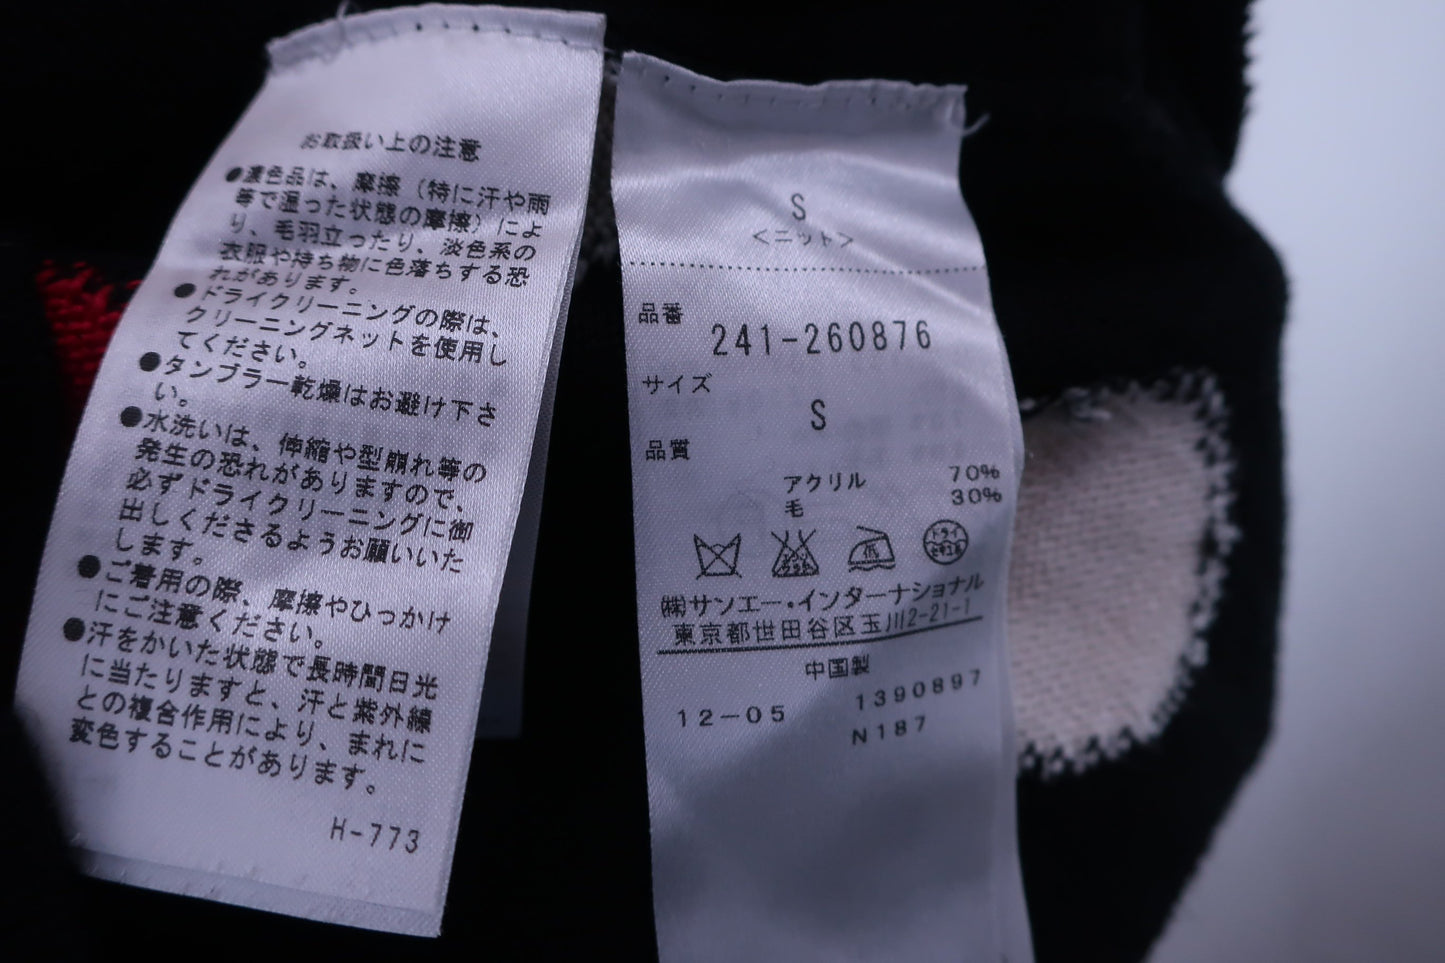 お取扱い上の注意
●濃色品は、摩擦（特に汗や雨
等で湿った状態の摩擦）によ
り、毛羽立ったり、淡色系の
衣服や持ち物に色落ちする恐
れがあります。
●ドライクリーニングの際は、
クリーニングネットを使用し
てください。
●タンブラー乾燥はお避け下さ
い。
●水洗いは、伸縮や型崩れ等の
発生の恐れがありますので、
必ずドライクリーニングに御
出しくださるようお願いいた
します。
●ご着用の際、摩擦やひっかけ
にご注意ください。
●汗をかいた状態で長時間日光
に当たりますと、汗と紫外線
との複合作用により、まれに
変色することがあります。
H-773
S
<ニット>
品番
241-260876
サイズ
S
品質
アクリル 70%
毛 30%
エンソ
サラシ
低
ドライ
セキユ系
㈱サンエー・インターナショナル
東京都世田谷区玉川2-21-1
中国製
12-05 1390897
N187